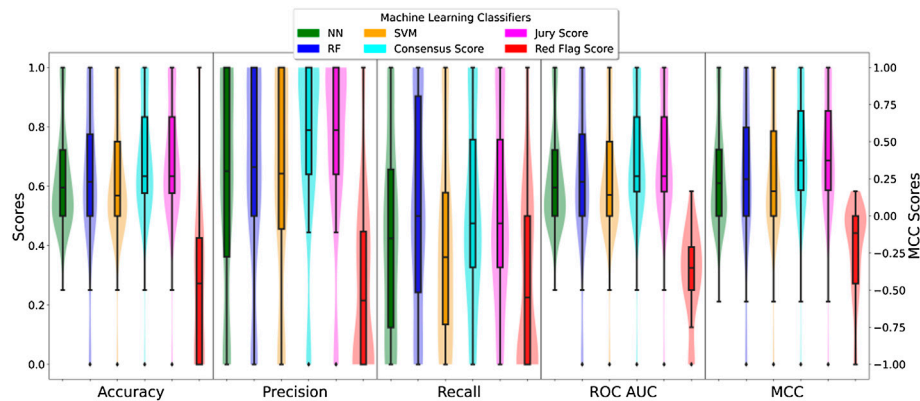 Machine Learning Classifiers
NN SVM Jury Score
RF Consensus Score Red Flag Score
1.0 1.00
0.75
0.8
0.50
0.6 0.25
0.00
0.4
−0.25
0.2 −0.50
−0.75
0.0 −1.00
Scores
MCC Scores
Accuracy Precision Recall ROC AUC MCC